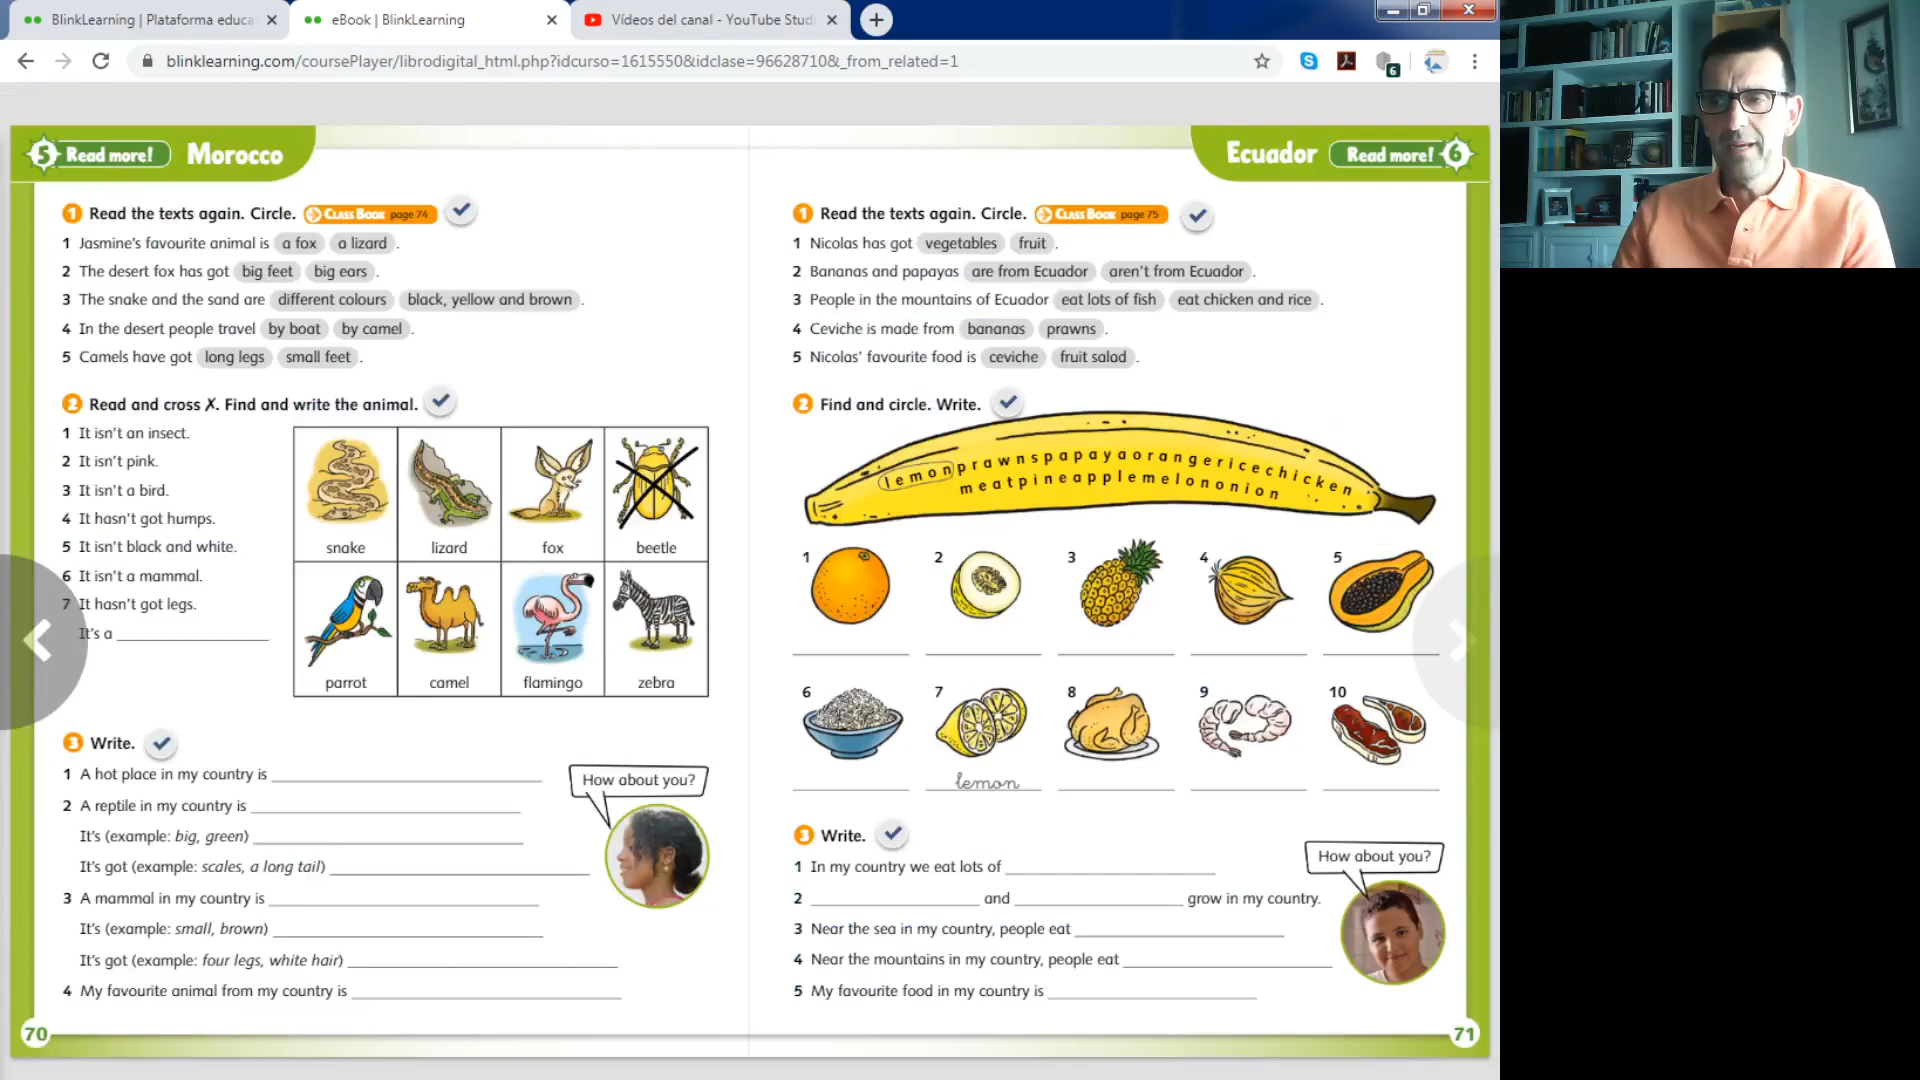 BlinkLearning | Plataforma educa
eBook | BlinkLearning
Vídeos del canal - YouTube Studi
blinklearning.com/coursePlayer/librodigital_html.php?idcurso=1615550&idclase=96628710&_from_related=1
6
5 Read more! Morocco
1 Read the texts again. Circle. CLASS BOOK page 74
1 Jasmine's favourite animal is a fox a lizard .
2 The desert fox has got big feet big ears .
3 The snake and the sand are different colours black, yellow and brown .
4 In the desert people travel by boat by camel .
5 Camels have got long legs small feet .
2 Read and cross ✗. Find and write the animal.
1 It isn't an insect.
2 It isn't pink.
3 It isn't a bird.
4 It hasn't got humps.
5 It isn't black and white.
6 It isn't a mammal.
7 It hasn't got legs.
It's a
snake lizard fox beetle
parrot camel flamingo zebra
3 Write.
1 A hot place in my country is
2 A reptile in my country is
It's (example: big, green)
It's got (example: scales, a long tail)
3 A mammal in my country is
It's (example: small, brown)
It's got (example: four legs, white hair)
4 My favourite animal from my country is
How about you?
70
Ecuador Read more! 6
1 Read the texts again. Circle. CLASS BOOK page 75
1 Nicolas has got vegetables fruit .
2 Bananas and papayas are from Ecuador aren't from Ecuador .
3 People in the mountains of Ecuador eat lots of fish eat chicken and rice .
4 Ceviche is made from bananas prawns .
5 Nicolas' favourite food is ceviche fruit salad .
2 Find and circle. Write.
lemonprawnspapayaorangericechicken
meatpineapplemelononion
1 2 3 4 5
6 7 8 9 10
lemon
3 Write.
1 In my country we eat lots of
2 and grow in my country.
3 Near the sea in my country, people eat
4 Near the mountains in my country, people eat
5 My favourite food in my country is
How about you?
71